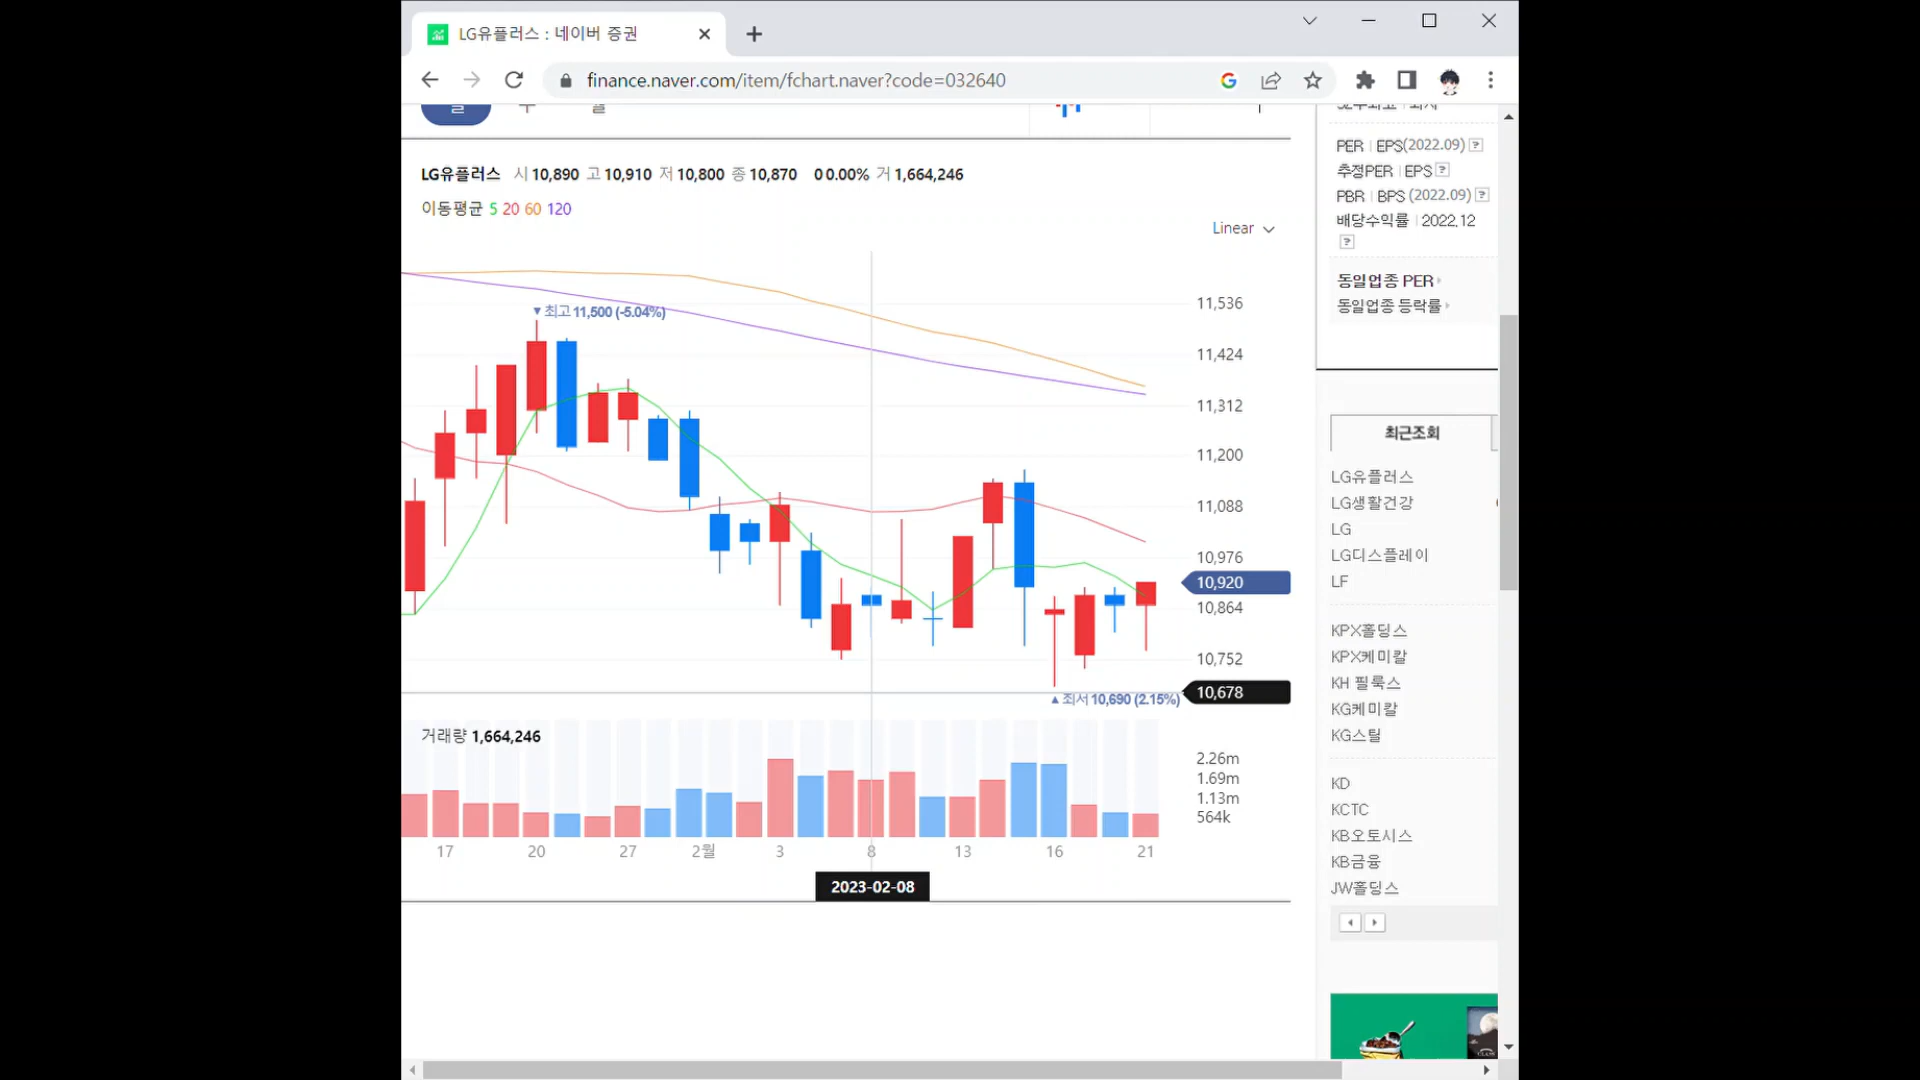 LG유플러스 : 네이버 증권
finance.naver.com/item/fchart.naver?code=032640
LG유플러스 시 10,890 고 10,910 저 10,800 종 10,870 0 0.00% 거 1,664,246
이동평균 5 20 60 120
Linear
최고 11,500 (-5.04%)
11,536
11,424
11,312
11,200
11,088
10,976
10,920
10,864
10,752
10,678
최저 10,690 (2.15%)
거래량 1,664,246
2.26m
1.69m
1.13m
564k
17 20 27 2월 3 8 13 16 21
2023-02-08
PER | EPS(2022.09) ?
추정PER | EPS ?
PBR | BPS (2022.09) ?
배당수익률 | 2022.12
?
동일업종 PER
동일업종 등락률
최근조회
LG유플러스
LG생활건강
LG
LG디스플레이
LF
KPX홀딩스
KPX케미칼
KH 필룩스
KG케미칼
KG스틸
KD
KCTC
KB오토시스
KB금융
JW홀딩스